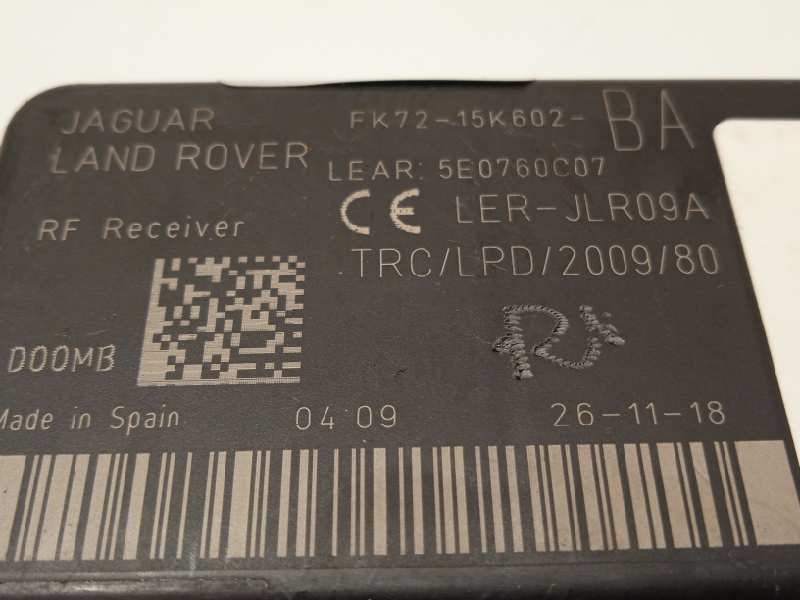 JAGUAR
LAND ROVER
FK72-15K602-BA
LEAR: 5E0760C07
CE LER-JLR09A
RF Receiver
TRC/LRD/2009/80
D00MB
Made in Spain
04 09
26-11-18